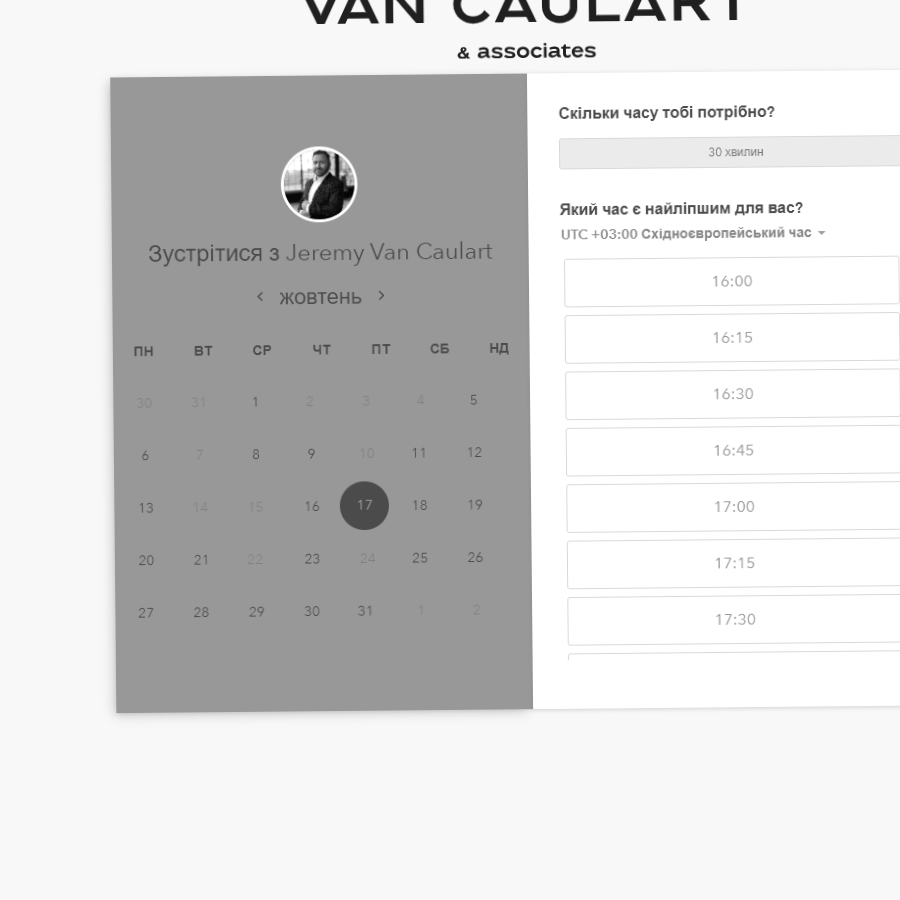 VAN CAULART
& associates
Зустрітися з Jeremy Van Caulart
жовтень
ПН ВТ СР ЧТ ПТ СБ НД
30 31 1 2 3 4 5
6 7 8 9 10 11 12
13 14 15 16 17 18 19
20 21 22 23 24 25 26
27 28 29 30 31 1 2
Скільки часу тобі потрібно?
30 хвилин
Який час є найліпшим для вас?
UTC +03:00 Східноєвропейський час
16:00
16:15
16:30
16:45
17:00
17:15
17:30